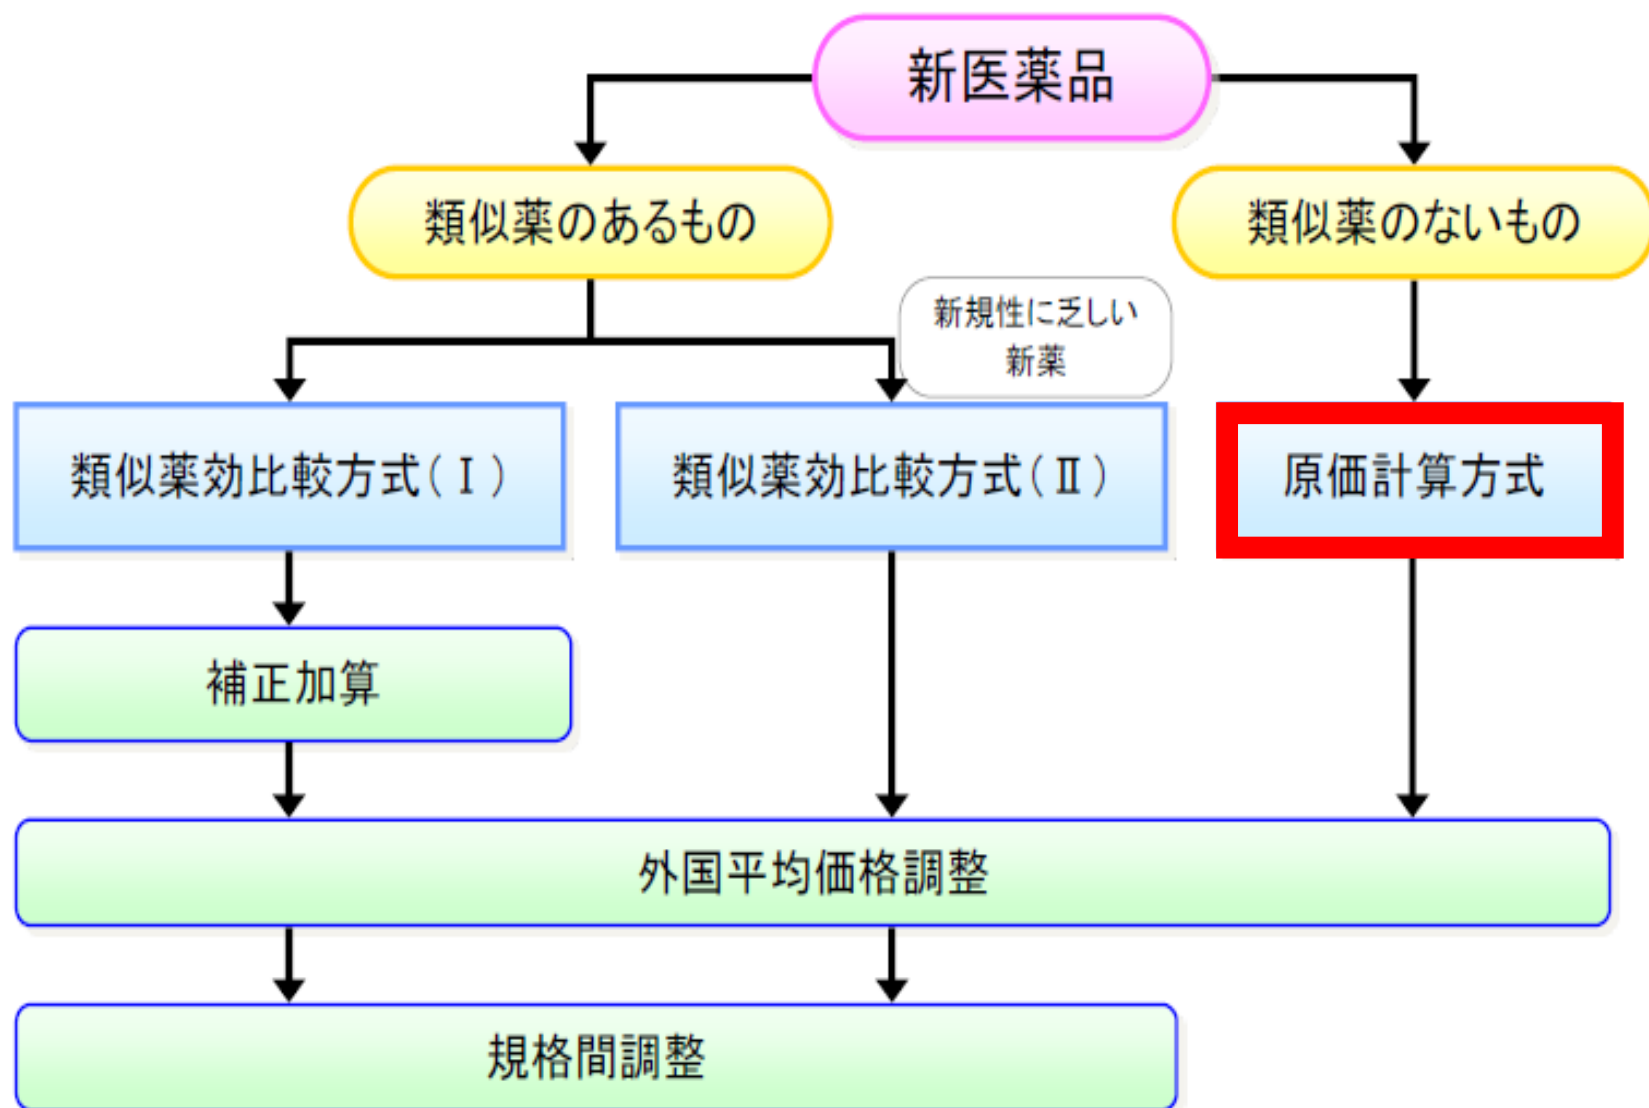 新医薬品
類似薬のあるもの
類似薬のないもの
新規性に乏しい
新薬
類似薬効比較方式(Ⅰ)
類似薬効比較方式(Ⅱ)
原価計算方式
補正加算
外国平均価格調整
規格間調整